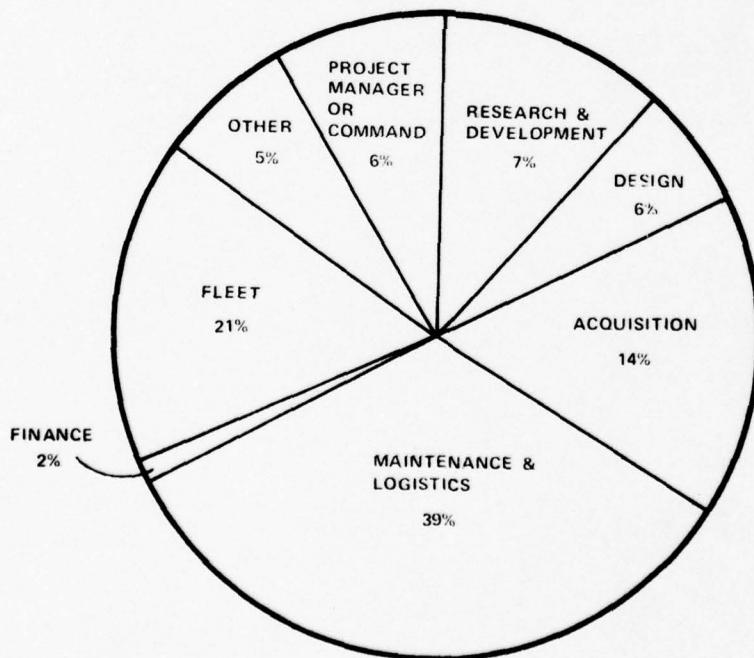 PROJECT
MANAGER
OR
COMMAND
6%
RESEARCH &
DEVELOPMENT
7%
OTHER
5%
DESIGN
6%
FLEET
21%
ACQUISITION
14%
FINANCE
2%
MAINTENANCE &
LOGISTICS
39%